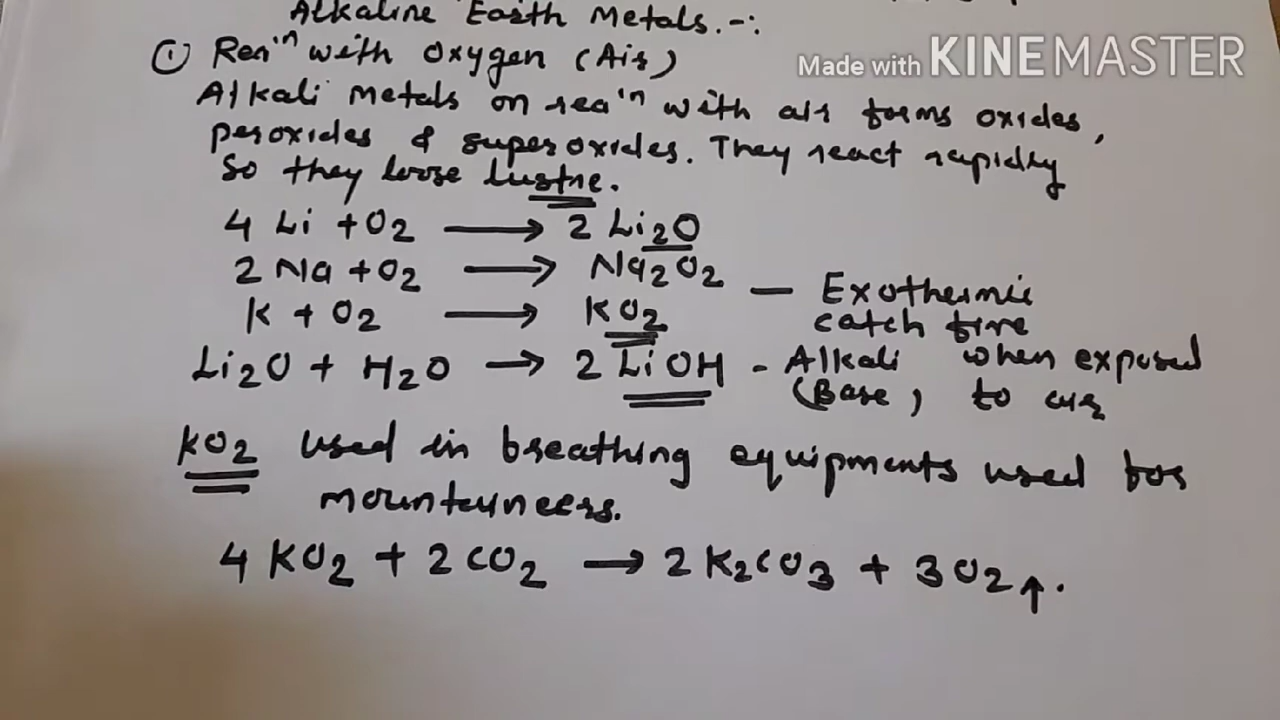 Alkaline Earth Metals.-:
Made with KINEMASTER
① Rea'n with Oxygen (Air)
Alkali Metals on rea'n with air forms oxides,
peroxides & superoxides. They react rapidly
So they loose lustre.
4 Li + O2 ⟶ 2 Li2O
2 Na + O2 ⟶ Na2O2
K + O2 ⟶ KO2 — Exothermic
catch fire
Li2O + H2O → 2 LiOH - Alkali when exposed
(Base) to air
KO2 used in breathing equipments used for
mountaineers.
4 KO2 + 2 CO2 → 2 K2CO3 + 3 O2↑.